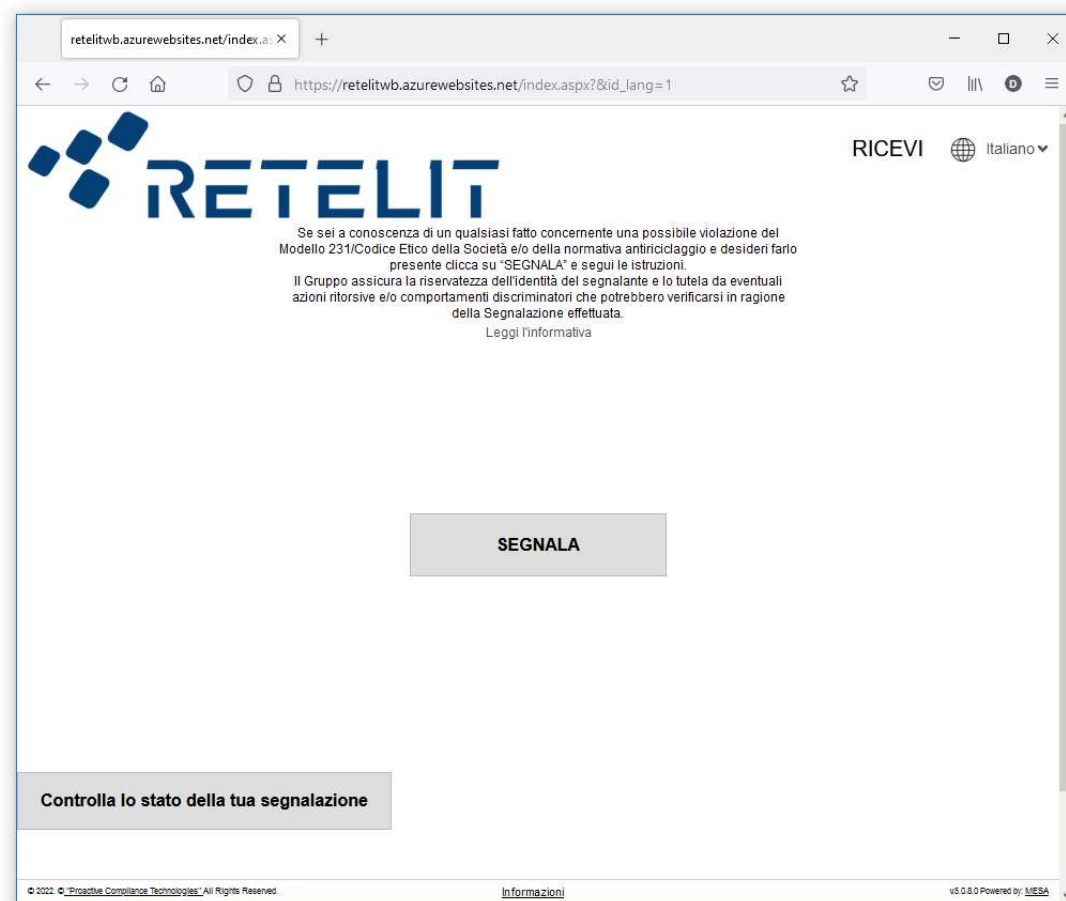 retelitwb.azurewebsites.net/index.as
https://retelitwb.azurewebsites.net/index.aspx?&id_lang=1
D
RETELIT
RICEVI
Italiano
Se sei a conoscenza di un qualsiasi fatto concernente una possibile violazione del
Modello 231/Codice Etico della Società e/o della normativa antiriciclaggio e desideri farlo
presente clicca su “SEGNALA” e segui le istruzioni.
Il Gruppo assicura la riservatezza dell'identità del segnalante e lo tutela da eventuali
azioni ritorsive e/o comportamenti discriminatori che potrebbero verificarsi in ragione
della Segnalazione effettuata.
Leggi l'informativa
SEGNALA
Controlla lo stato della tua segnalazione
© 2022. © "Proactive Compliance Technologies" All Rights Reserved.
Informazioni
v5.0.8.0 Powered by: MESA